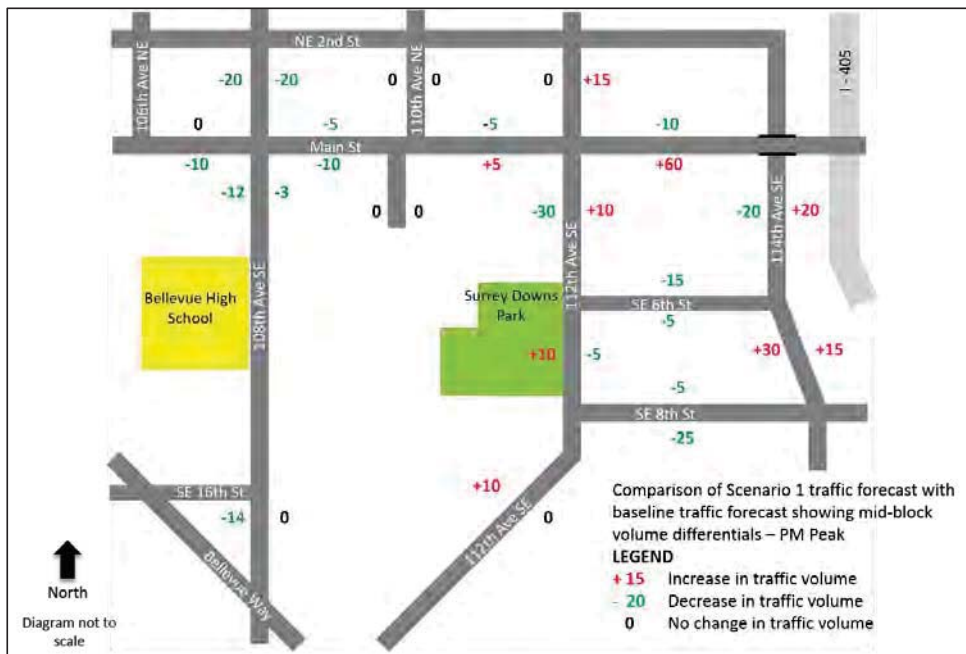 NE 2nd St
106th Ave NE
-20
-20
0
0
110th Ave NE
0
+15
I - 405
0
-5
-5
-10
Main St
-10
-10
+5
+60
-12
-3
0
0
-30
+10
-20
+20
112th Ave SE
114th Ave SE
Bellevue High
School
108th Ave SE
Surrey Downs
Park
-15
SE 6th St
-5
+10
-5
+30
+15
-5
SE 8th St
-25
+10
SE 16th St
-14
0
112th Ave SE
0
Bellevue Way
North
Diagram not to
scale
Comparison of Scenario 1 traffic forecast with
baseline traffic forecast showing mid-block
volume differentials – PM Peak
LEGEND
+ 15 Increase in traffic volume
- 20 Decrease in traffic volume
0 No change in traffic volume